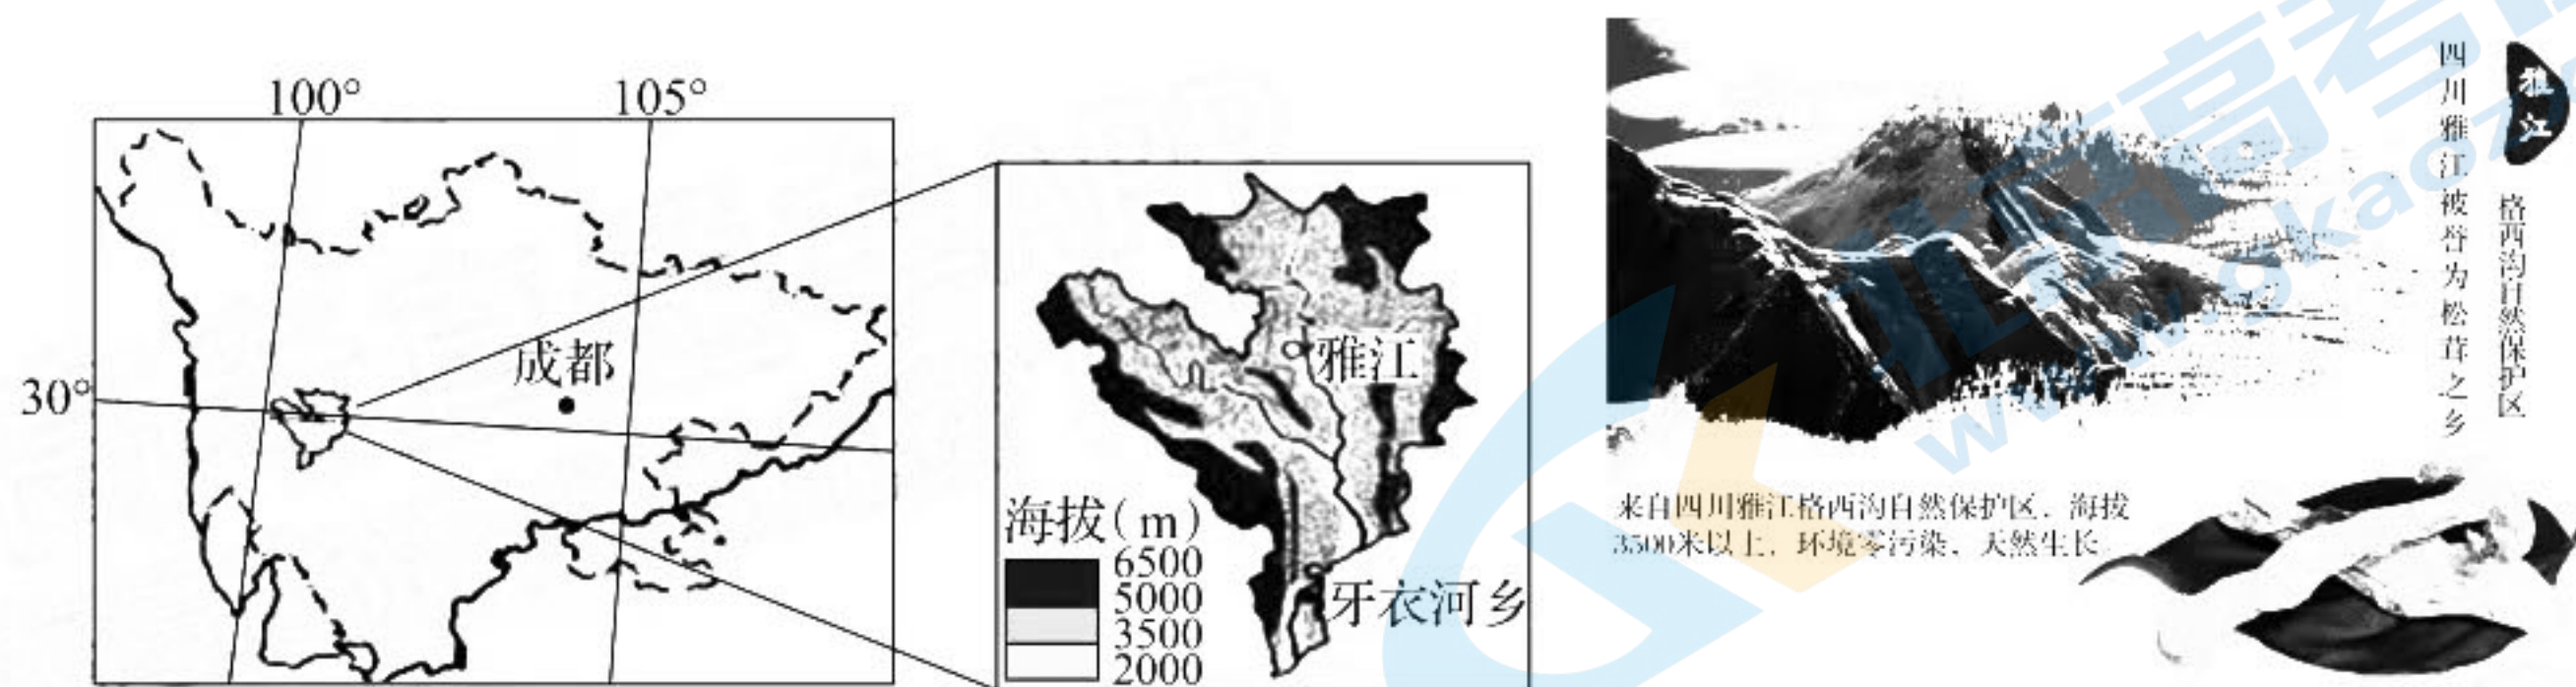 100°
105°
30°
成都
雅江
牙衣河乡
海拔(m)
6500
5000
3500
2000
雅江
格西沟自然保护区
四川雅江被誉为松茸之乡
来自四川雅江格西沟自然保护区，海拔
3500米以上，环境零污染、天然生长